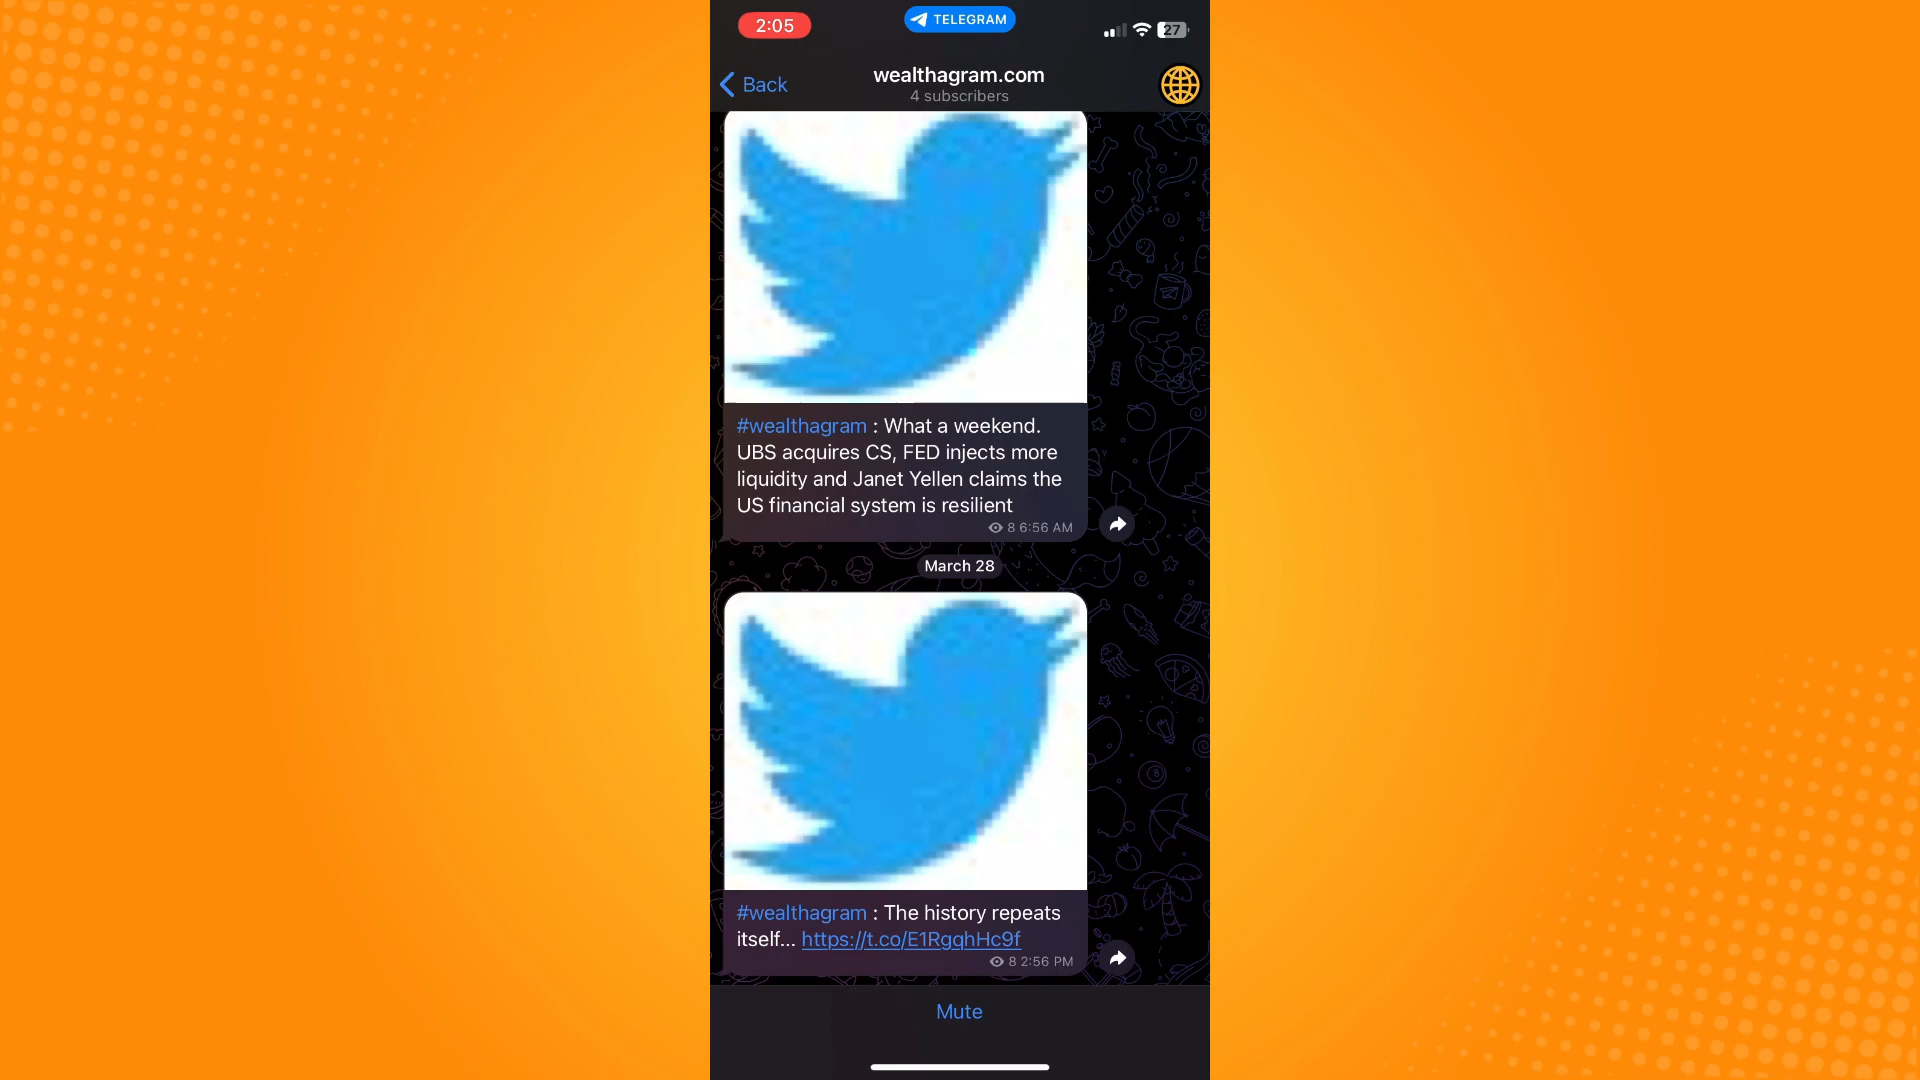 2:05
TELEGRAM
27
Back
wealthagram.com
4 subscribers
#wealthagram : What a weekend.
UBS acquires CS, FED injects more
liquidity and Janet Yellen claims the
US financial system is resilient
8 6:56 AM
March 28
#wealthagram : The history repeats
itself... https://t.co/E1RgqhHc9f
8 2:56 PM
Mute